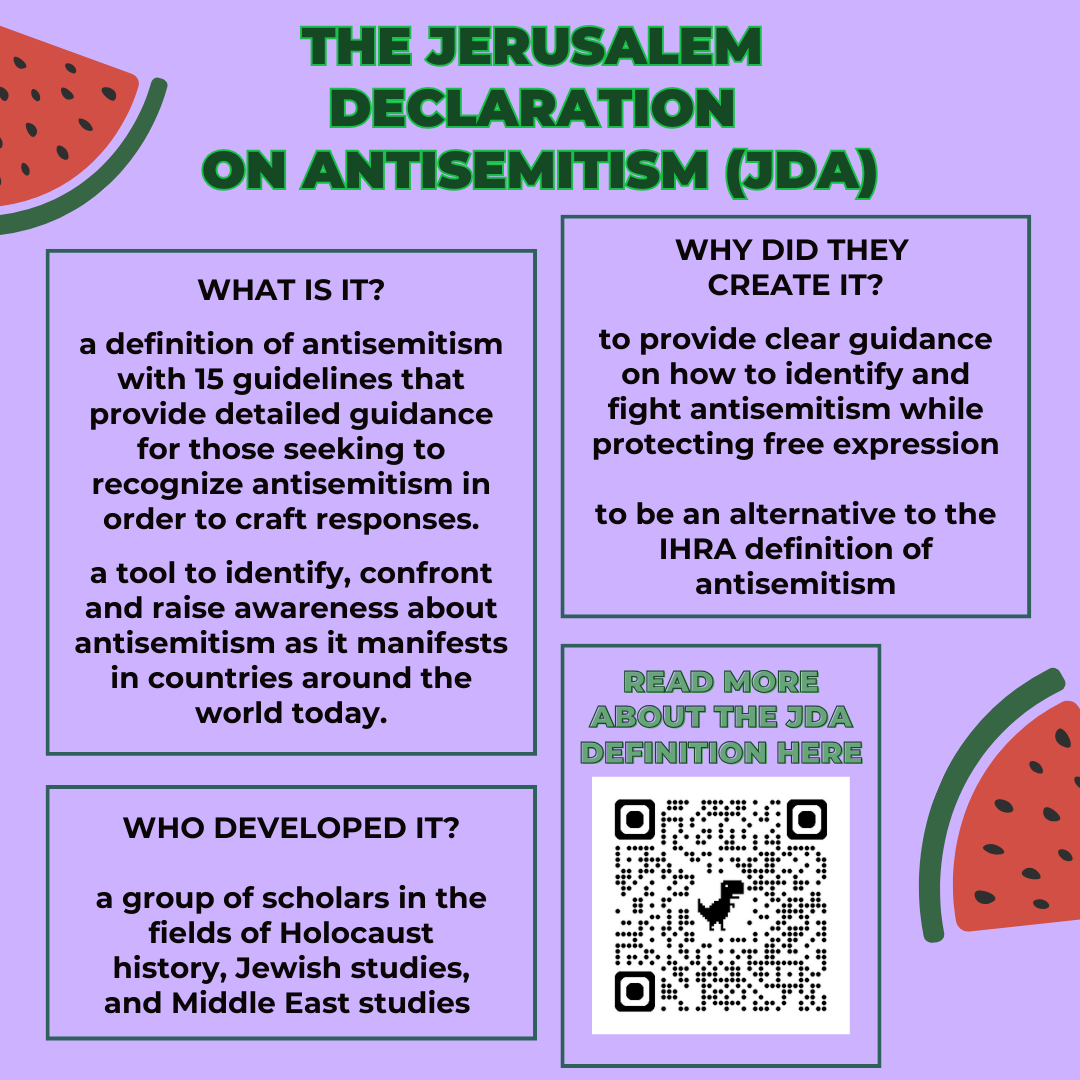 THE JERUSALEM
DECLARATION
ON ANTISEMITISM (JDA)
WHAT IS IT?
a definition of antisemitism
with 15 guidelines that
provide detailed guidance
for those seeking to
recognize antisemitism in
order to craft responses.
a tool to identify, confront
and raise awareness about
antisemitism as it manifests
in countries around the
world today.
WHO DEVELOPED IT?
a group of scholars in the
fields of Holocaust
history, Jewish studies,
and Middle East studies
WHY DID THEY
CREATE IT?
to provide clear guidance
on how to identify and
fight antisemitism while
protecting free expression
to be an alternative to the
IHRA definition of
antisemitism
READ MORE
ABOUT THE JDA
DEFINITION HERE